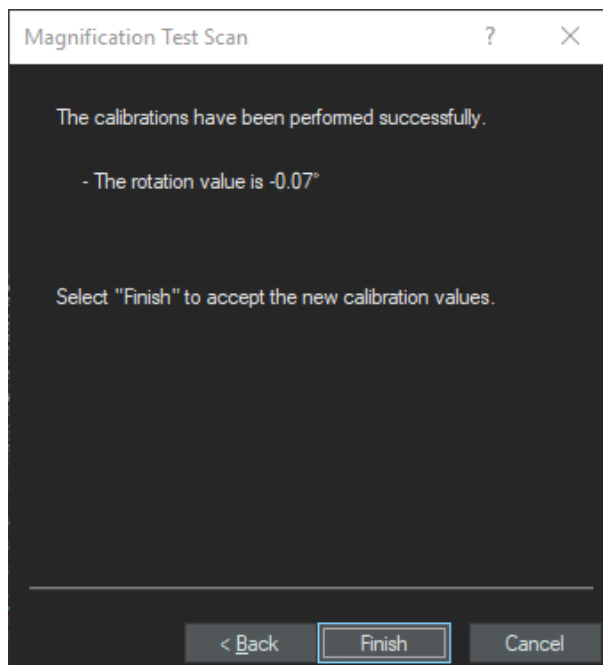 Magnification Test Scan ?
The calibrations have been performed successfully.
- The rotation value is -0.07°
Select "Finish" to accept the new calibration values.
< Back Finish Cancel